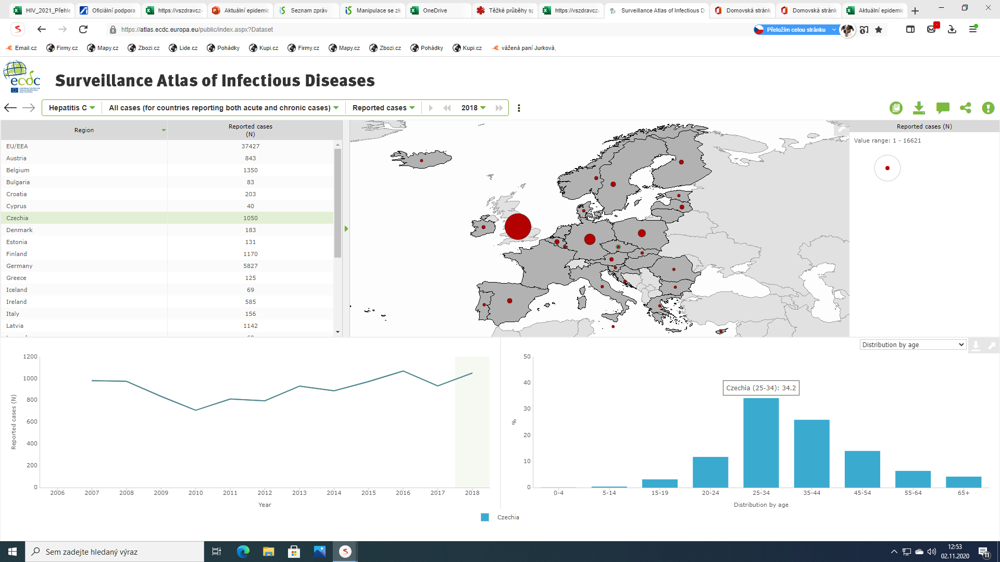 HIV_2021_Přehle
Oficiální podpora
https://vszdravcz-
Aktuální epidemic
Seznam zpráv
Manipulace se zk
OneDrive
Těžké průběhy sp
https://vszdravcz-
Surveillance Atlas of Infectious D
Domovská stránk
Domovská stránk
Aktuální epidemic
https://atlas.ecdc.europa.eu/public/index.aspx?Dataset
Přeložím celou stránku
Email.cz
Firmy.cz
Mapy.cz
Zbozi.cz
Lide.cz
Pohádky
Kupi.cz
Firmy.cz
Mapy.cz
Zbozi.cz
Pohádky
Kupi.cz
vážená paní Jurková,
ecdc
Surveillance Atlas of Infectious Diseases
Hepatitis C
All cases (for countries reporting both acute and chronic cases)
Reported cases
2018
Region
Reported cases
(N)
EU/EEA 37427
Austria 843
Belgium 1350
Bulgaria 83
Croatia 203
Cyprus 40
Czechia 1050
Denmark 183
Estonia 131
Finland 1170
Germany 5827
Greece 125
Iceland 69
Ireland 585
Italy 156
Latvia 1142
Reported cases (N)
Value range: 1 - 16621
1200
1000
800
600
400
200
0
Reported cases (N)
2006 2007 2008 2009 2010 2011 2012 2013 2014 2015 2016 2017 2018
Year
Distribution by age
50
40
30
20
10
0
%
Czechia (25-34): 34.2
0-4 5-14 15-19 20-24 25-34 35-44 45-54 55-64 65+
Distribution by age
Czechia
Sem zadejte hledaný výraz
12:53
02.11.2020
11